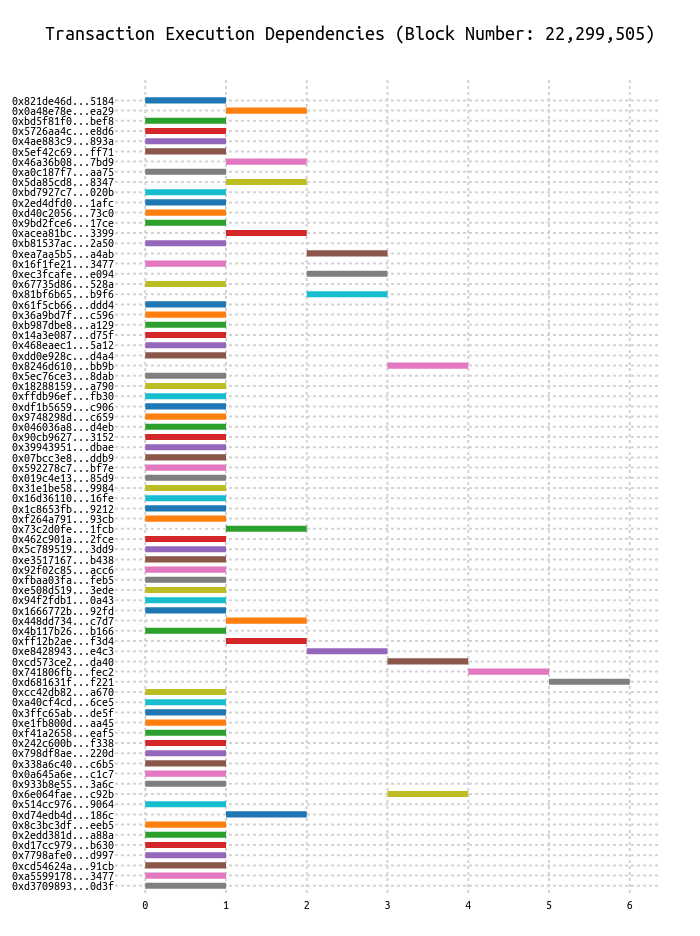 Transaction Execution Dependencies (Block Number: 22,299,505)
0x821de46d...5184
0x0a48e78e...ea29
0xbd5f81f0...bef8
0x5726aa4c...e8d6
0x4ae883c9...893a
0x5ef42c69...ff71
0x46a36b08...7bd9
0xa0c187f7...aa75
0x5da85cd8...8347
0xbd7927c7...020b
0x2ed4dfd0...1afc
0xd40c2056...73c0
0x9bd2fce6...17ce
0xacea81bc...3399
0xb81537ac...2a50
0xea7aa5b5...a4ab
0x16f1fe21...3477
0xec3fcafe...e094
0x67735d86...528a
0x81bf6b65...b9f6
0x61f5cb66...ddd4
0x36a9bd7f...c596
0xb987dbe8...a129
0x14a3e087...d75f
0x468eaec1...5a12
0xdd0e928c...d4a4
0x8246d610...bb9b
0x5ec76ce3...8dab
0x18288159...a790
0xffdb96ef...fb30
0xdf1b5659...c906
0x9748298d...c659
0x046036a8...d4eb
0x90cb9627...3152
0x39943951...dbae
0x07bcc3e8...ddb9
0x592278c7...bf7e
0x019c4e13...85d9
0x31e1be58...9984
0x16d36110...16fe
0x1c8653fb...9212
0xf264a791...93cb
0x73c2d0fe...1fcb
0x462c901a...2fce
0x5c789519...3dd9
0xe3517167...b438
0x92f02c85...acc6
0xfbaa03fa...feb5
0xe508d519...3ede
0x94f2fdb1...0a43
0x1666772b...92fd
0x448dd734...c7d7
0x4b117b26...b166
0xff12b2ae...f3d4
0xe8428943...e4c3
0xcd573ce2...da40
0x741806fb...fec2
0xd681631f...f221
0xcc42db82...a670
0xa40cf4cd...6ce5
0x3ffc65ab...de5f
0xe1fb800d...aa45
0xf41a2658...eaf5
0x242c600b...f338
0x798df8ae...220d
0x338a6c40...c6b5
0x0a645a6e...c1c7
0x933b8e55...3a6c
0x6e064fae...c92b
0x514cc976...9064
0xd74edb4d...186c
0x8c3bc3df...eeb5
0x2edd381d...a88a
0xd17cc979...b630
0x7798afe0...d997
0xcd54624a...91cb
0xa5599178...3477
0xd3709893...0d3f
0 1 2 3 4 5 6